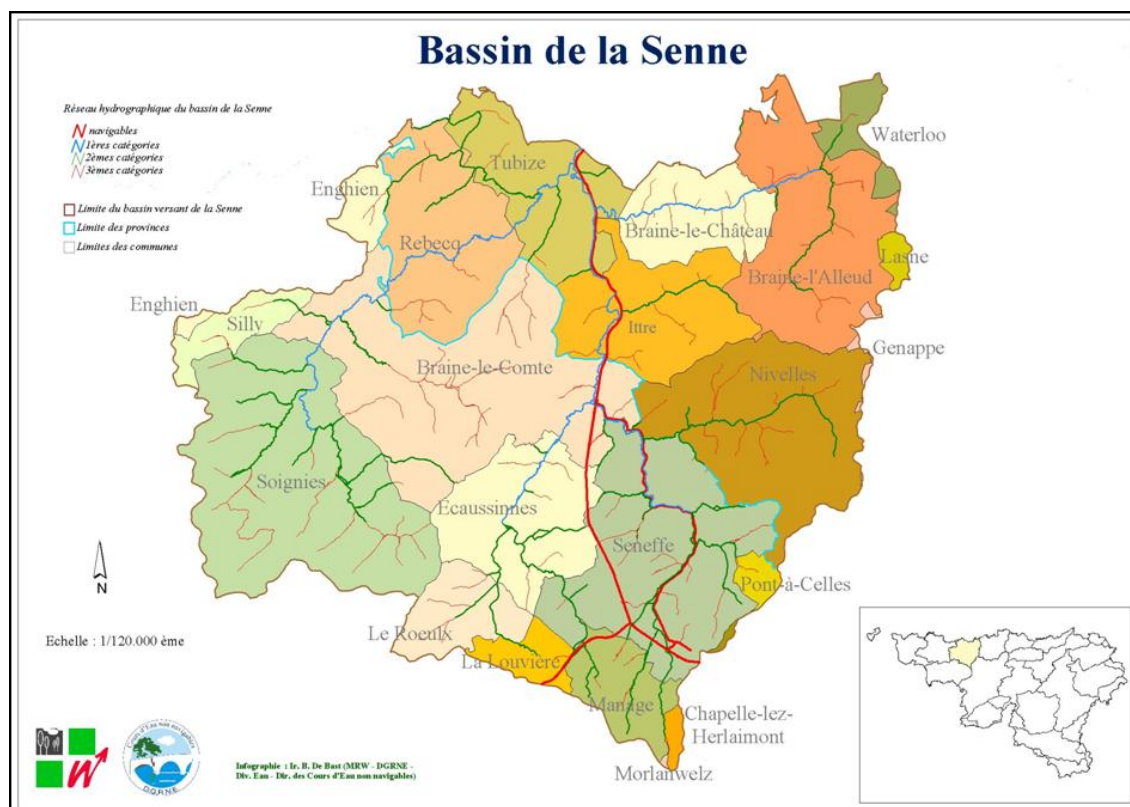 Bassin de la Senne
Réseau hydrographique du bassin de la Senne
navigables
1ères catégories
2èmes catégories
3èmes catégories
Limite du bassin versant de la Senne
Limite des provinces
Limites des communes
Waterloo
Tubize
Enghien
Braine-le-Château
Rebecq
Lasne
Braine-l'Alleud
Enghien
Silly
Ittre
Genappe
Braine-le-Comte
Nivelles
Soignies
Ecaussinnes
Seneffe
Pont-à-Celles
N
Le Roeulx
Echelle : 1/120.000 ème
La Louvière
Manage
Chapelle-lez-
Herlaimont
Morlanwelz
Cours d'Eau non navigables
D.G.R.N.E.
Infographie : Ir. B. De Bast (MRW - DGRNE -
Div. Eau - Dir. des Cours d'Eau non navigables)